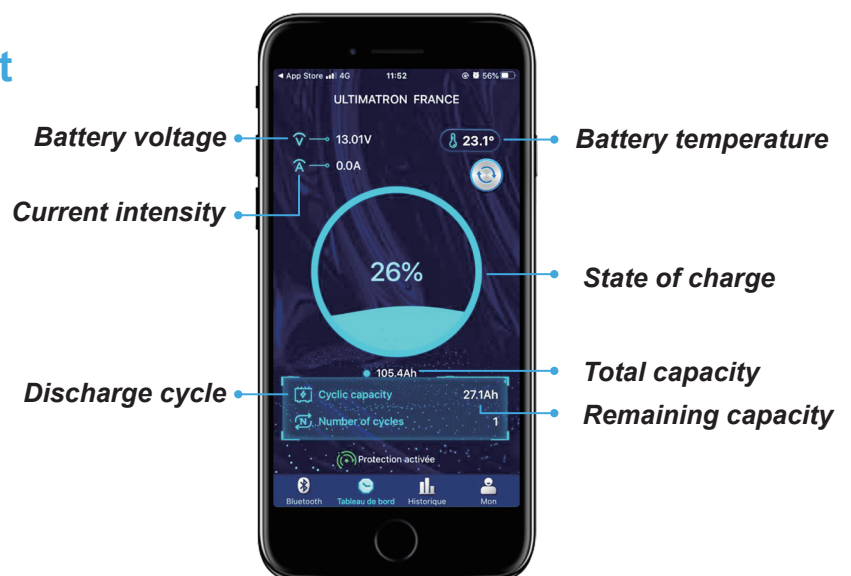 t
App Store 4G 11:52 56%
ULTIMATRON FRANCE
Battery voltage
V 13.01V
23.1°
Battery temperature
A 0.0A
Current intensity
26%
State of charge
105.4Ah
Total capacity
Discharge cycle
Cyclic capacity 27.1Ah
Remaining capacity
N Number of cycles 1
Protection activée
Bluetooth Tableau de bord Historique Mon